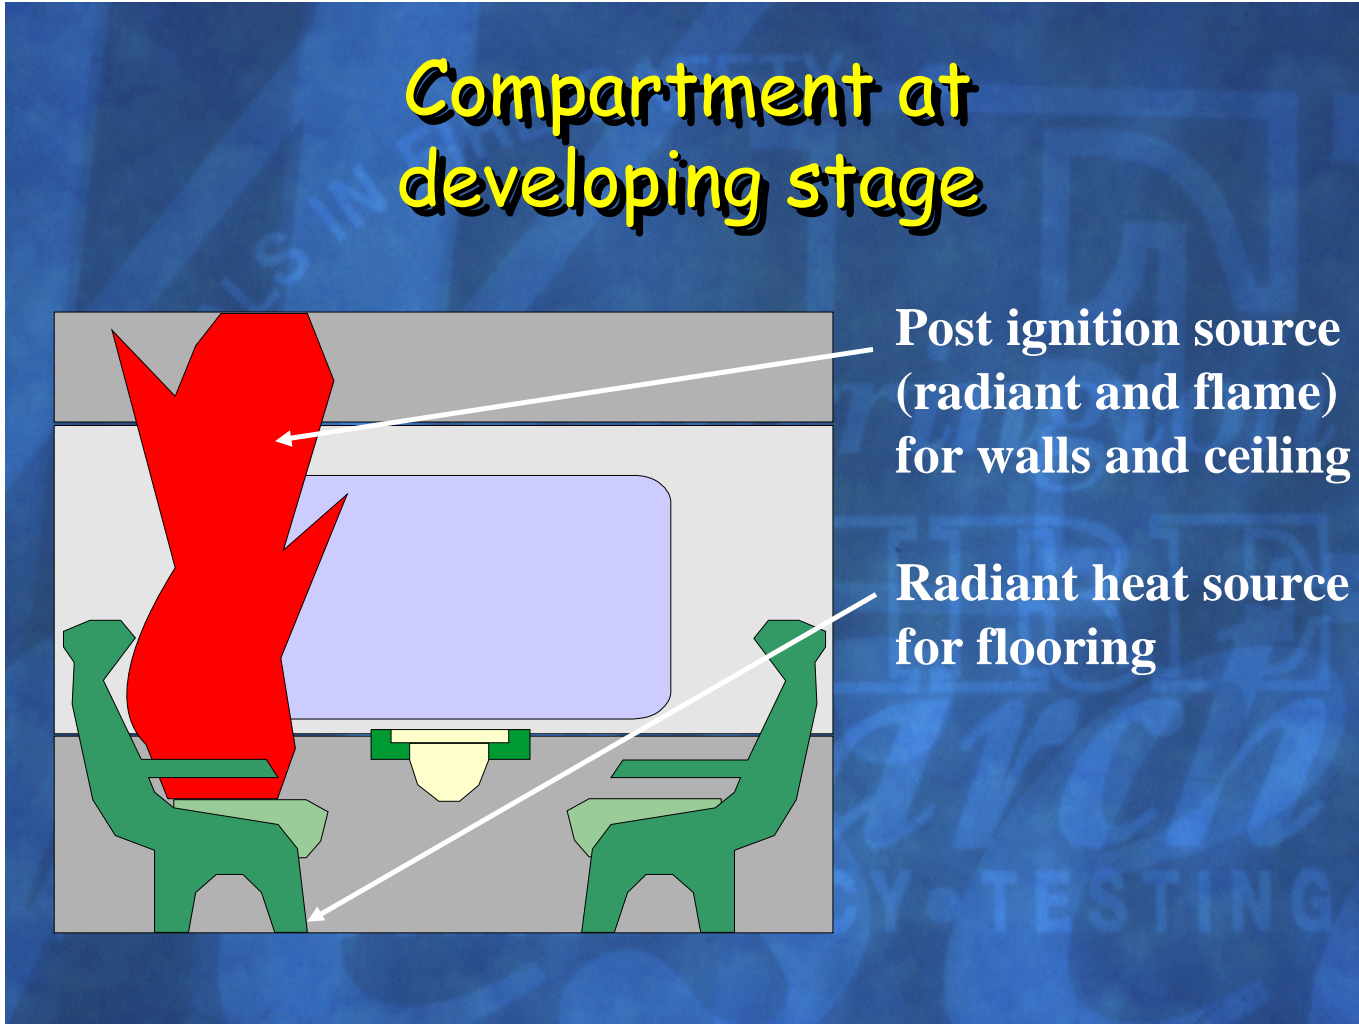 Compartment at
developing stage
Post ignition source
(radiant and flame)
for walls and ceiling
Radiant heat source
for flooring
TESTING